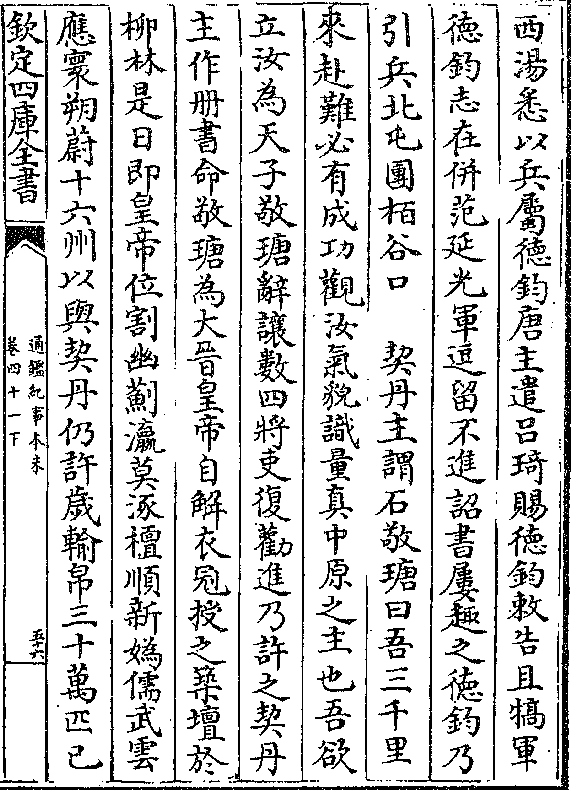 西湯悉以兵屬德鈞唐主遣吕琦賜德鈞敕告且犒軍
德鈞志在併范延光軍逗留不進詔書屢趣之德鈞乃
引兵北屯團栢谷口　契丹主謂石敬瑭曰吾三千里
來赴難必有成功觀汝氣貌識量真中原之主也吾欲
立汝為天子敬瑭辭讓數四將吏復勸進乃許之契丹
主作册書命敬瑭為大晉皇帝自解衣冠授之築壇於
柳林是日即皇帝位割幽薊瀛莫涿檀順新媯儒武雲
應寰朔蔚十六州以與契丹仍許歲輸帛三十萬匹已
欽定四庫全書
通鑑紀事本末
卷四十一下
五十六